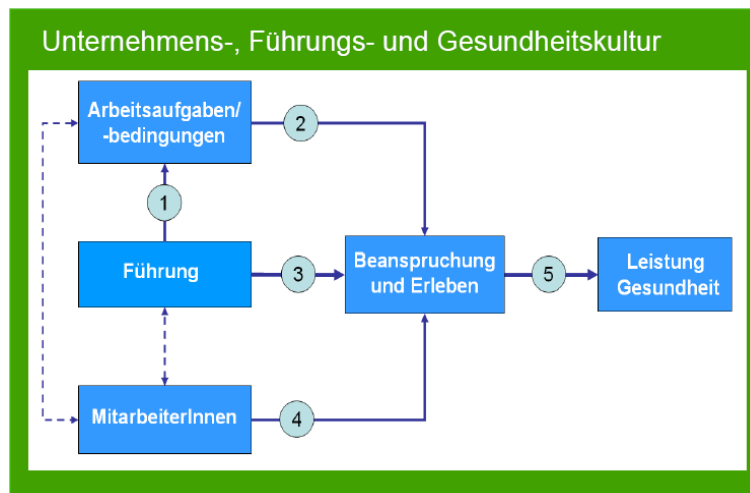 Unternehmens-, Führungs- und Gesundheitskultur
Arbeitsaufgaben/
-bedingungen
2
1
Führung
3
Beanspruchung
und Erleben
5
Leistung
Gesundheit
MitarbeiterInnen
4